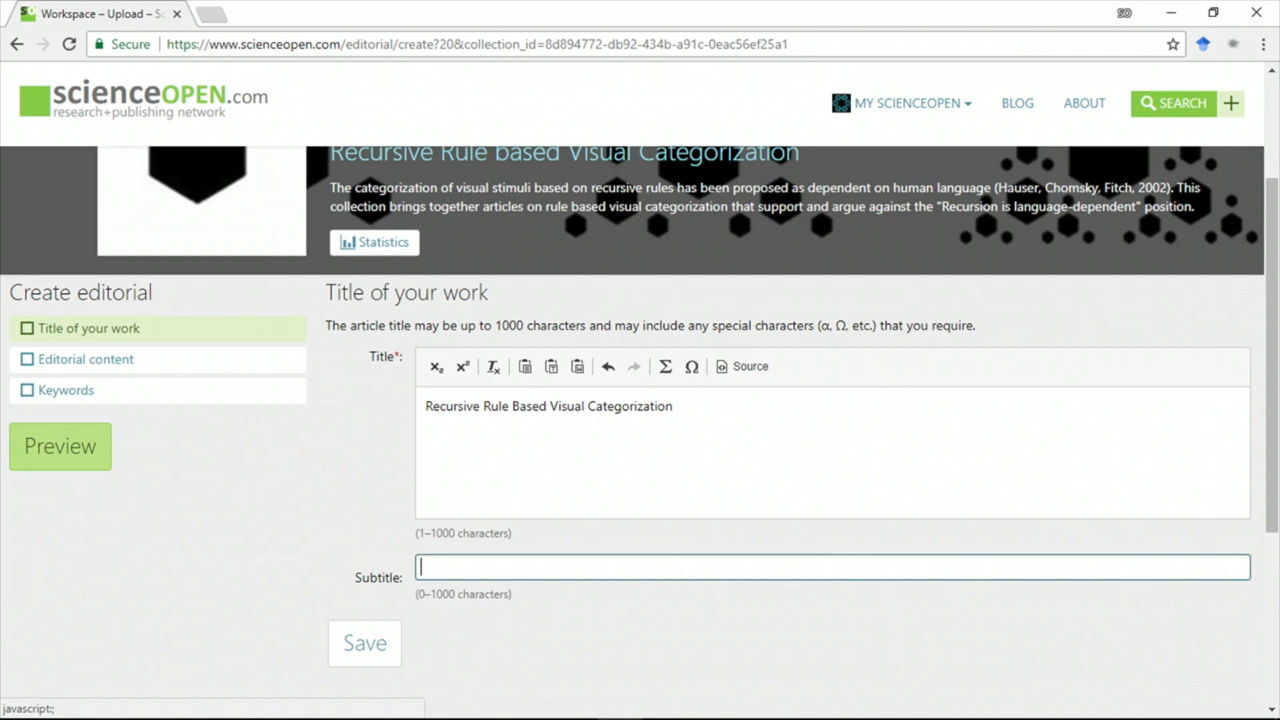 Workspace – Upload – Sc
Secure
https://www.scienceopen.com/editorial/create?20&collection_id=8d894772-db92-434b-a91c-0eac56ef25a1
scienceOPEN.com
research+publishing network
MY SCIENCEOPEN
BLOG
ABOUT
SEARCH
+
Recursive Rule based Visual Categorization
The categorization of visual stimuli based on recursive rules has been proposed as dependent on human language (Hauser, Chomsky, Fitch, 2002). This
collection brings together articles on rule based visual categorization that support and argue against the "Recursion is language-dependent" position.
Statistics
Create editorial
Title of your work
Editorial content
Keywords
Preview
Title of your work
The article title may be up to 1000 characters and may include any special characters (α, Ω, etc.) that you require.
Title*:
x₂ x² Tx Σ Ω Source
Recursive Rule Based Visual Categorization
(1–1000 characters)
Subtitle:
(0–1000 characters)
Save
javascript:;